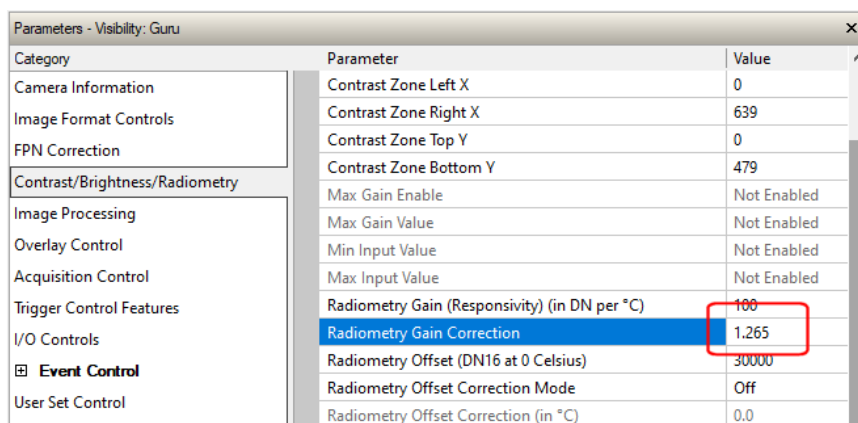 Parameters - Visibility: Guru ×
Category Parameter Value
Camera Information
Image Format Controls
FPN Correction
Contrast/Brightness/Radiometry
Image Processing
Overlay Control
Acquisition Control
Trigger Control Features
I/O Controls
Event Control
User Set Control
Contrast Zone Left X 0
Contrast Zone Right X 639
Contrast Zone Top Y 0
Contrast Zone Bottom Y 479
Max Gain Enable Not Enabled
Max Gain Value Not Enabled
Min Input Value Not Enabled
Max Input Value Not Enabled
Radiometry Gain (Responsivity) (in DN per °C) 100
Radiometry Gain Correction 1.265
Radiometry Offset (DN16 at 0 Celsius) 30000
Radiometry Offset Correction Mode Off
Radiometry Offset Correction (in °C) 0.0